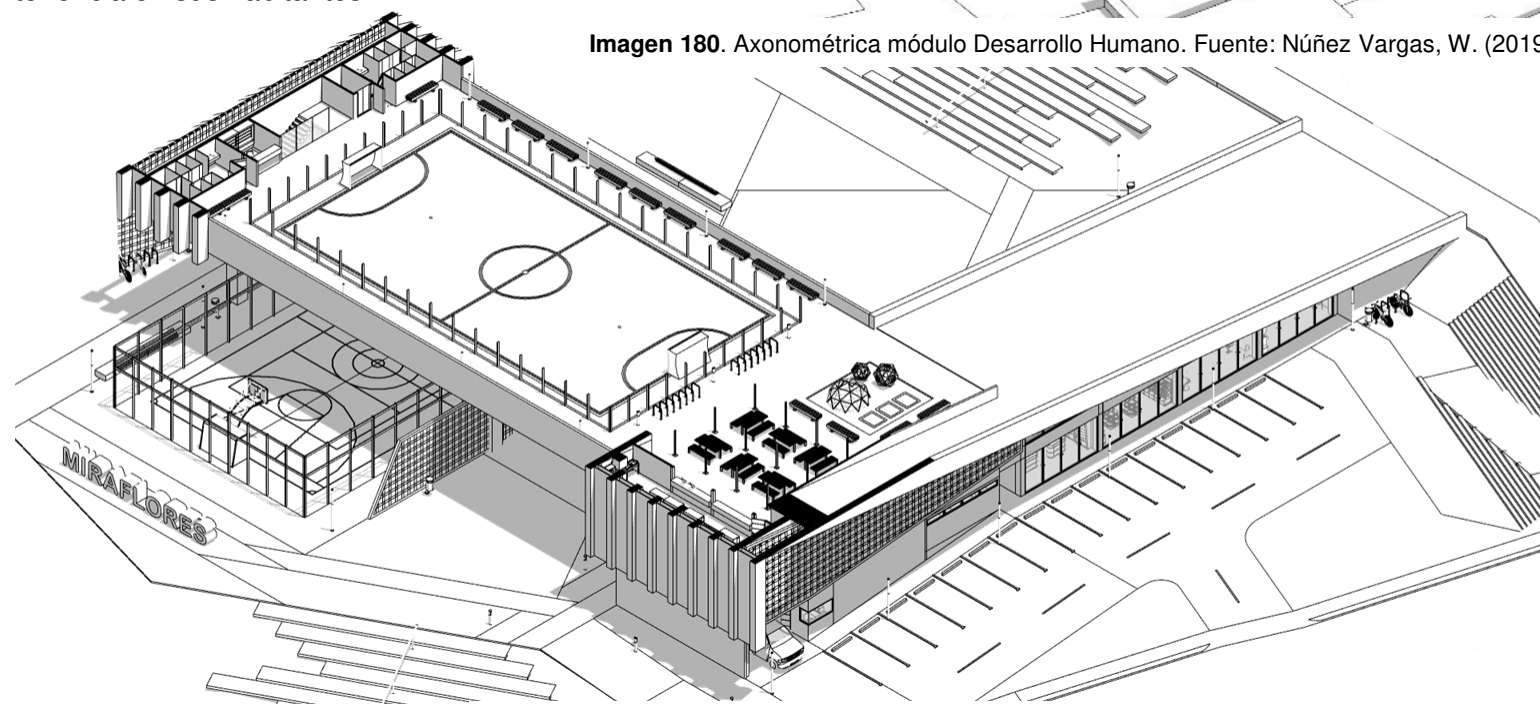 Imagen 180. Axonométrica módulo Desarrollo Humano. Fuente: Núñez Vargas, W. (2019
MIRAFLORES